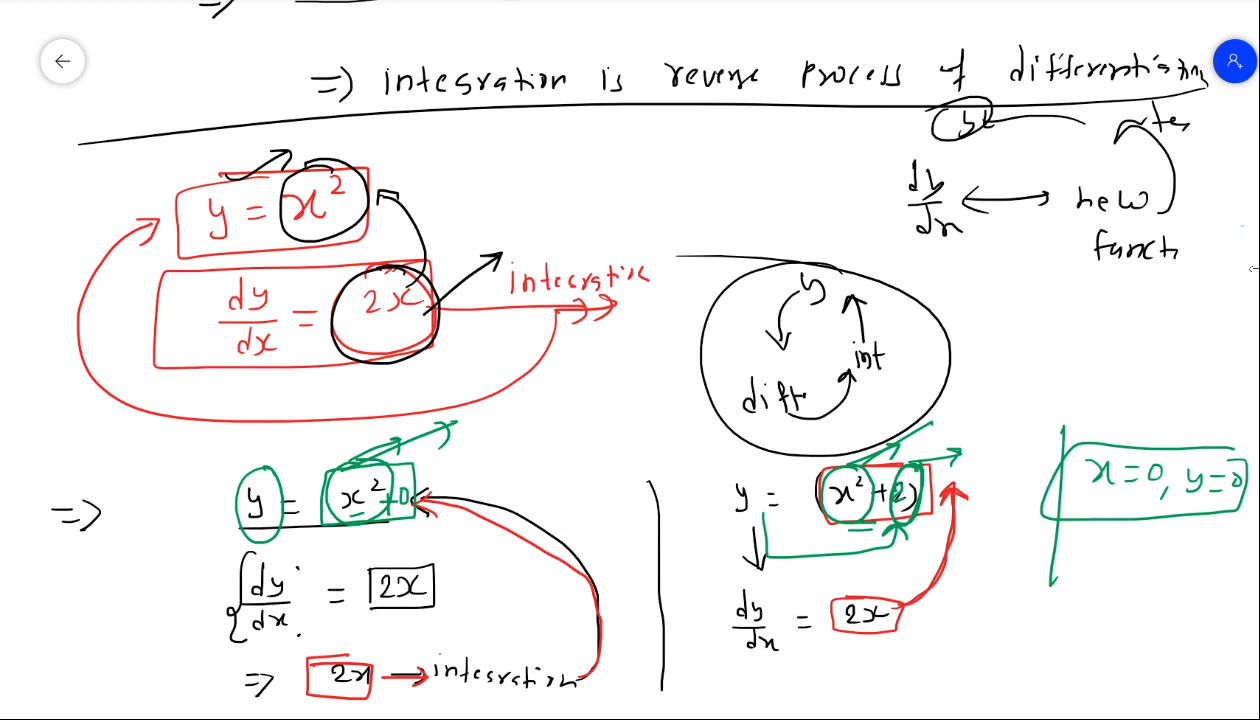 =) integration is reverse process of differentiation
y = x²
dy/dx = 2x
integration
dy/dx ↔ new
funct
y
int
diff
=> y = x² + 0
dy/dx = 2x
=> 2x → integration
y = (x² + 2)
dy/dx = 2x
x=0, y=0